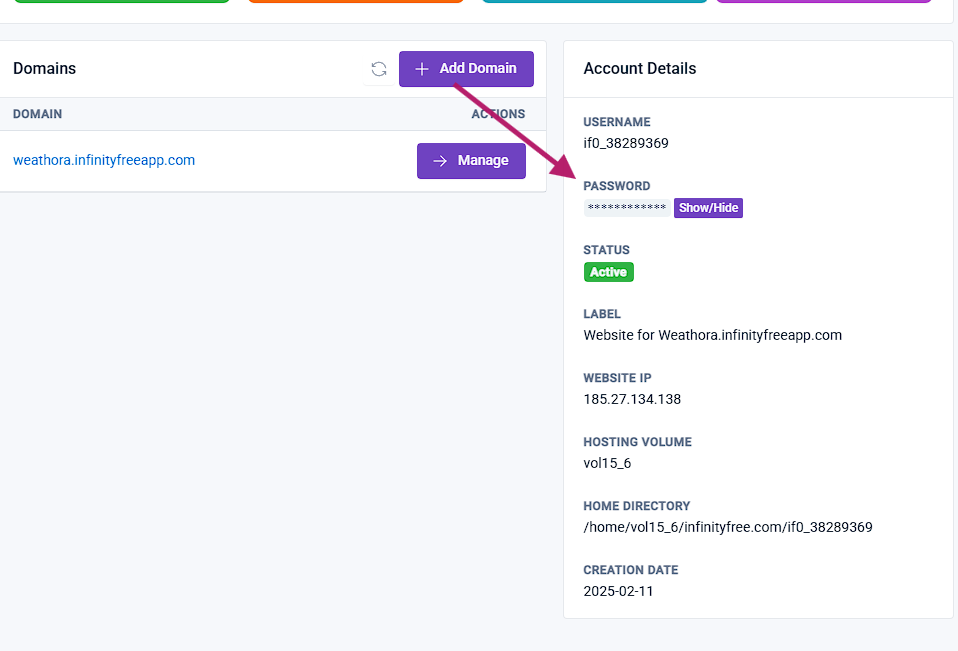 Domains
Add Domain
DOMAIN
ACTIONS
weathora.infinityfreeapp.com
Manage
Account Details
USERNAME
if0_38289369
PASSWORD
************ Show/Hide
STATUS
Active
LABEL
Website for Weathora.infinityfreeapp.com
WEBSITE IP
185.27.134.138
HOSTING VOLUME
vol15_6
HOME DIRECTORY
/home/vol15_6/infinityfree.com/if0_38289369
CREATION DATE
2025-02-11